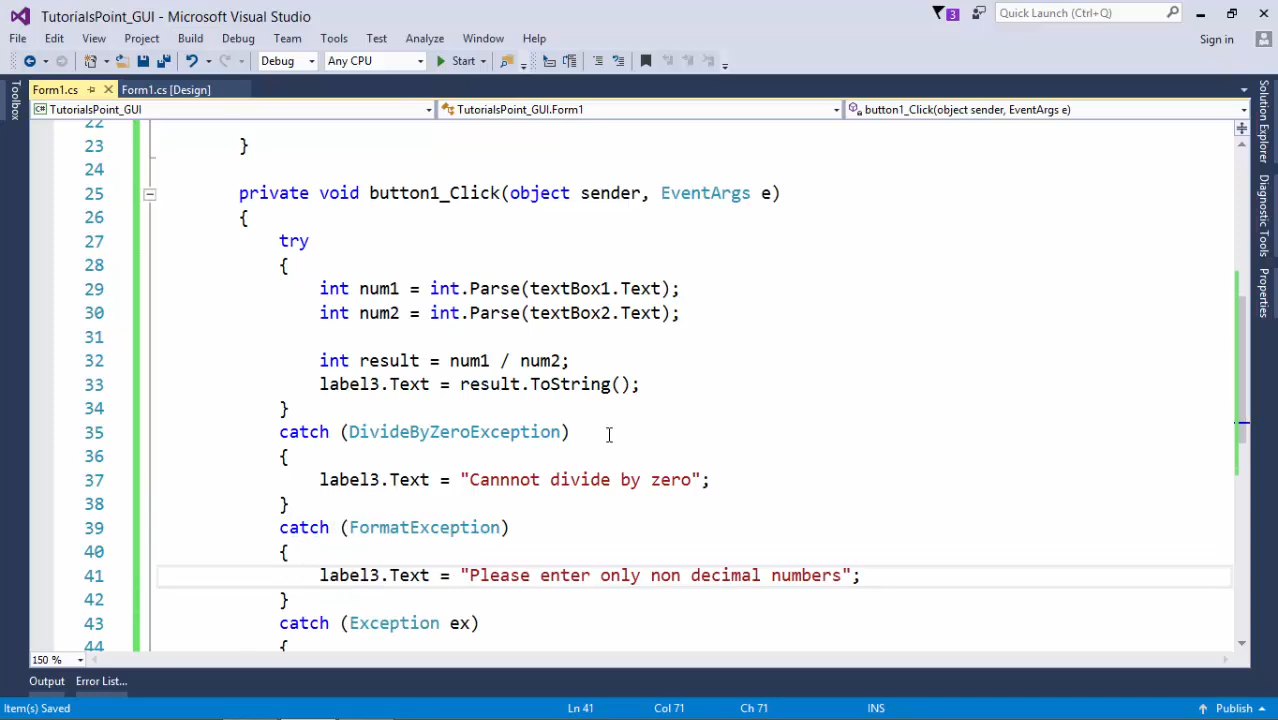 TutorialsPoint_GUI - Microsoft Visual Studio
3
Quick Launch (Ctrl+Q)
File Edit View Project Build Debug Team Tools Test Analyze Window Help
Sign in
Debug Any CPU Start
Form1.cs Form1.cs [Design]
TutorialsPoint_GUI TutorialsPoint_GUI.Form1 button1_Click(object sender, EventArgs e)
Toolbox
Solution Explorer
Diagnostic Tools
Properties
22
23 }
24
25 private void button1_Click(object sender, EventArgs e)
26 {
27 try
28 {
29 int num1 = int.Parse(textBox1.Text);
30 int num2 = int.Parse(textBox2.Text);
31
32 int result = num1 / num2;
33 label3.Text = result.ToString();
34 }
35 catch (DivideByZeroException)
36 {
37 label3.Text = "Cannnot divide by zero";
38 }
39 catch (FormatException)
40 {
41 label3.Text = "Please enter only non decimal numbers";
42 }
43 catch (Exception ex)
44 {
150 %
Output Error List...
Item(s) Saved Ln 41 Col 71 Ch 71 INS Publish